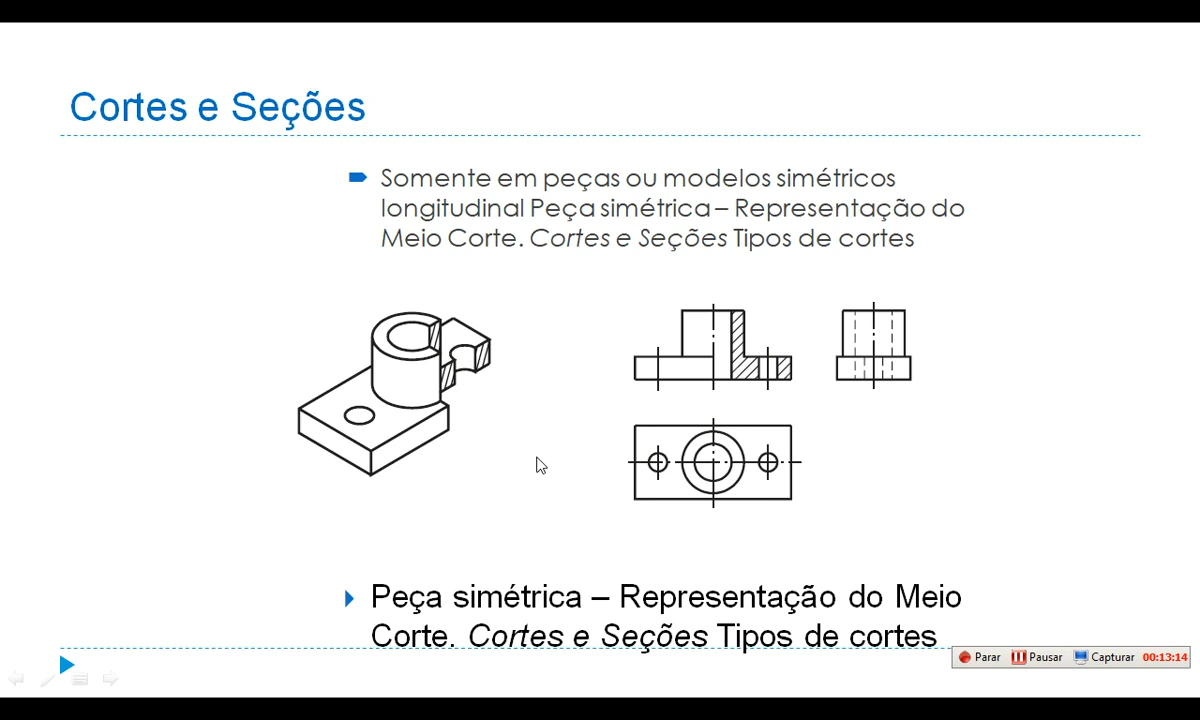 Cortes e Seções
Somente em peças ou modelos simétricos
longitudinal Peça simétrica – Representação do
Meio Corte. Cortes e Seções Tipos de cortes
Peça simétrica – Representação do Meio
Corte. Cortes e Seções Tipos de cortes
Parar Pausar Capturar 00:13:14